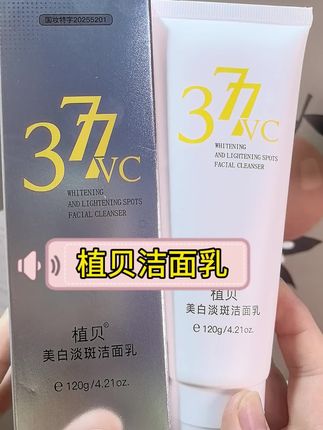 国妆特字20255201
377VC
WHITENING
AND LIGHTENING SPOTS
FACIAL CLEANSER
植贝®
美白淡斑洁面乳
e120g/4.21oz.
377VC
WHITENING
AND LIGHTENING SPOTS
FACIAL CLEANSER
植贝
美白淡斑洁面乳
e120g/4.21oz.
植贝洁面乳